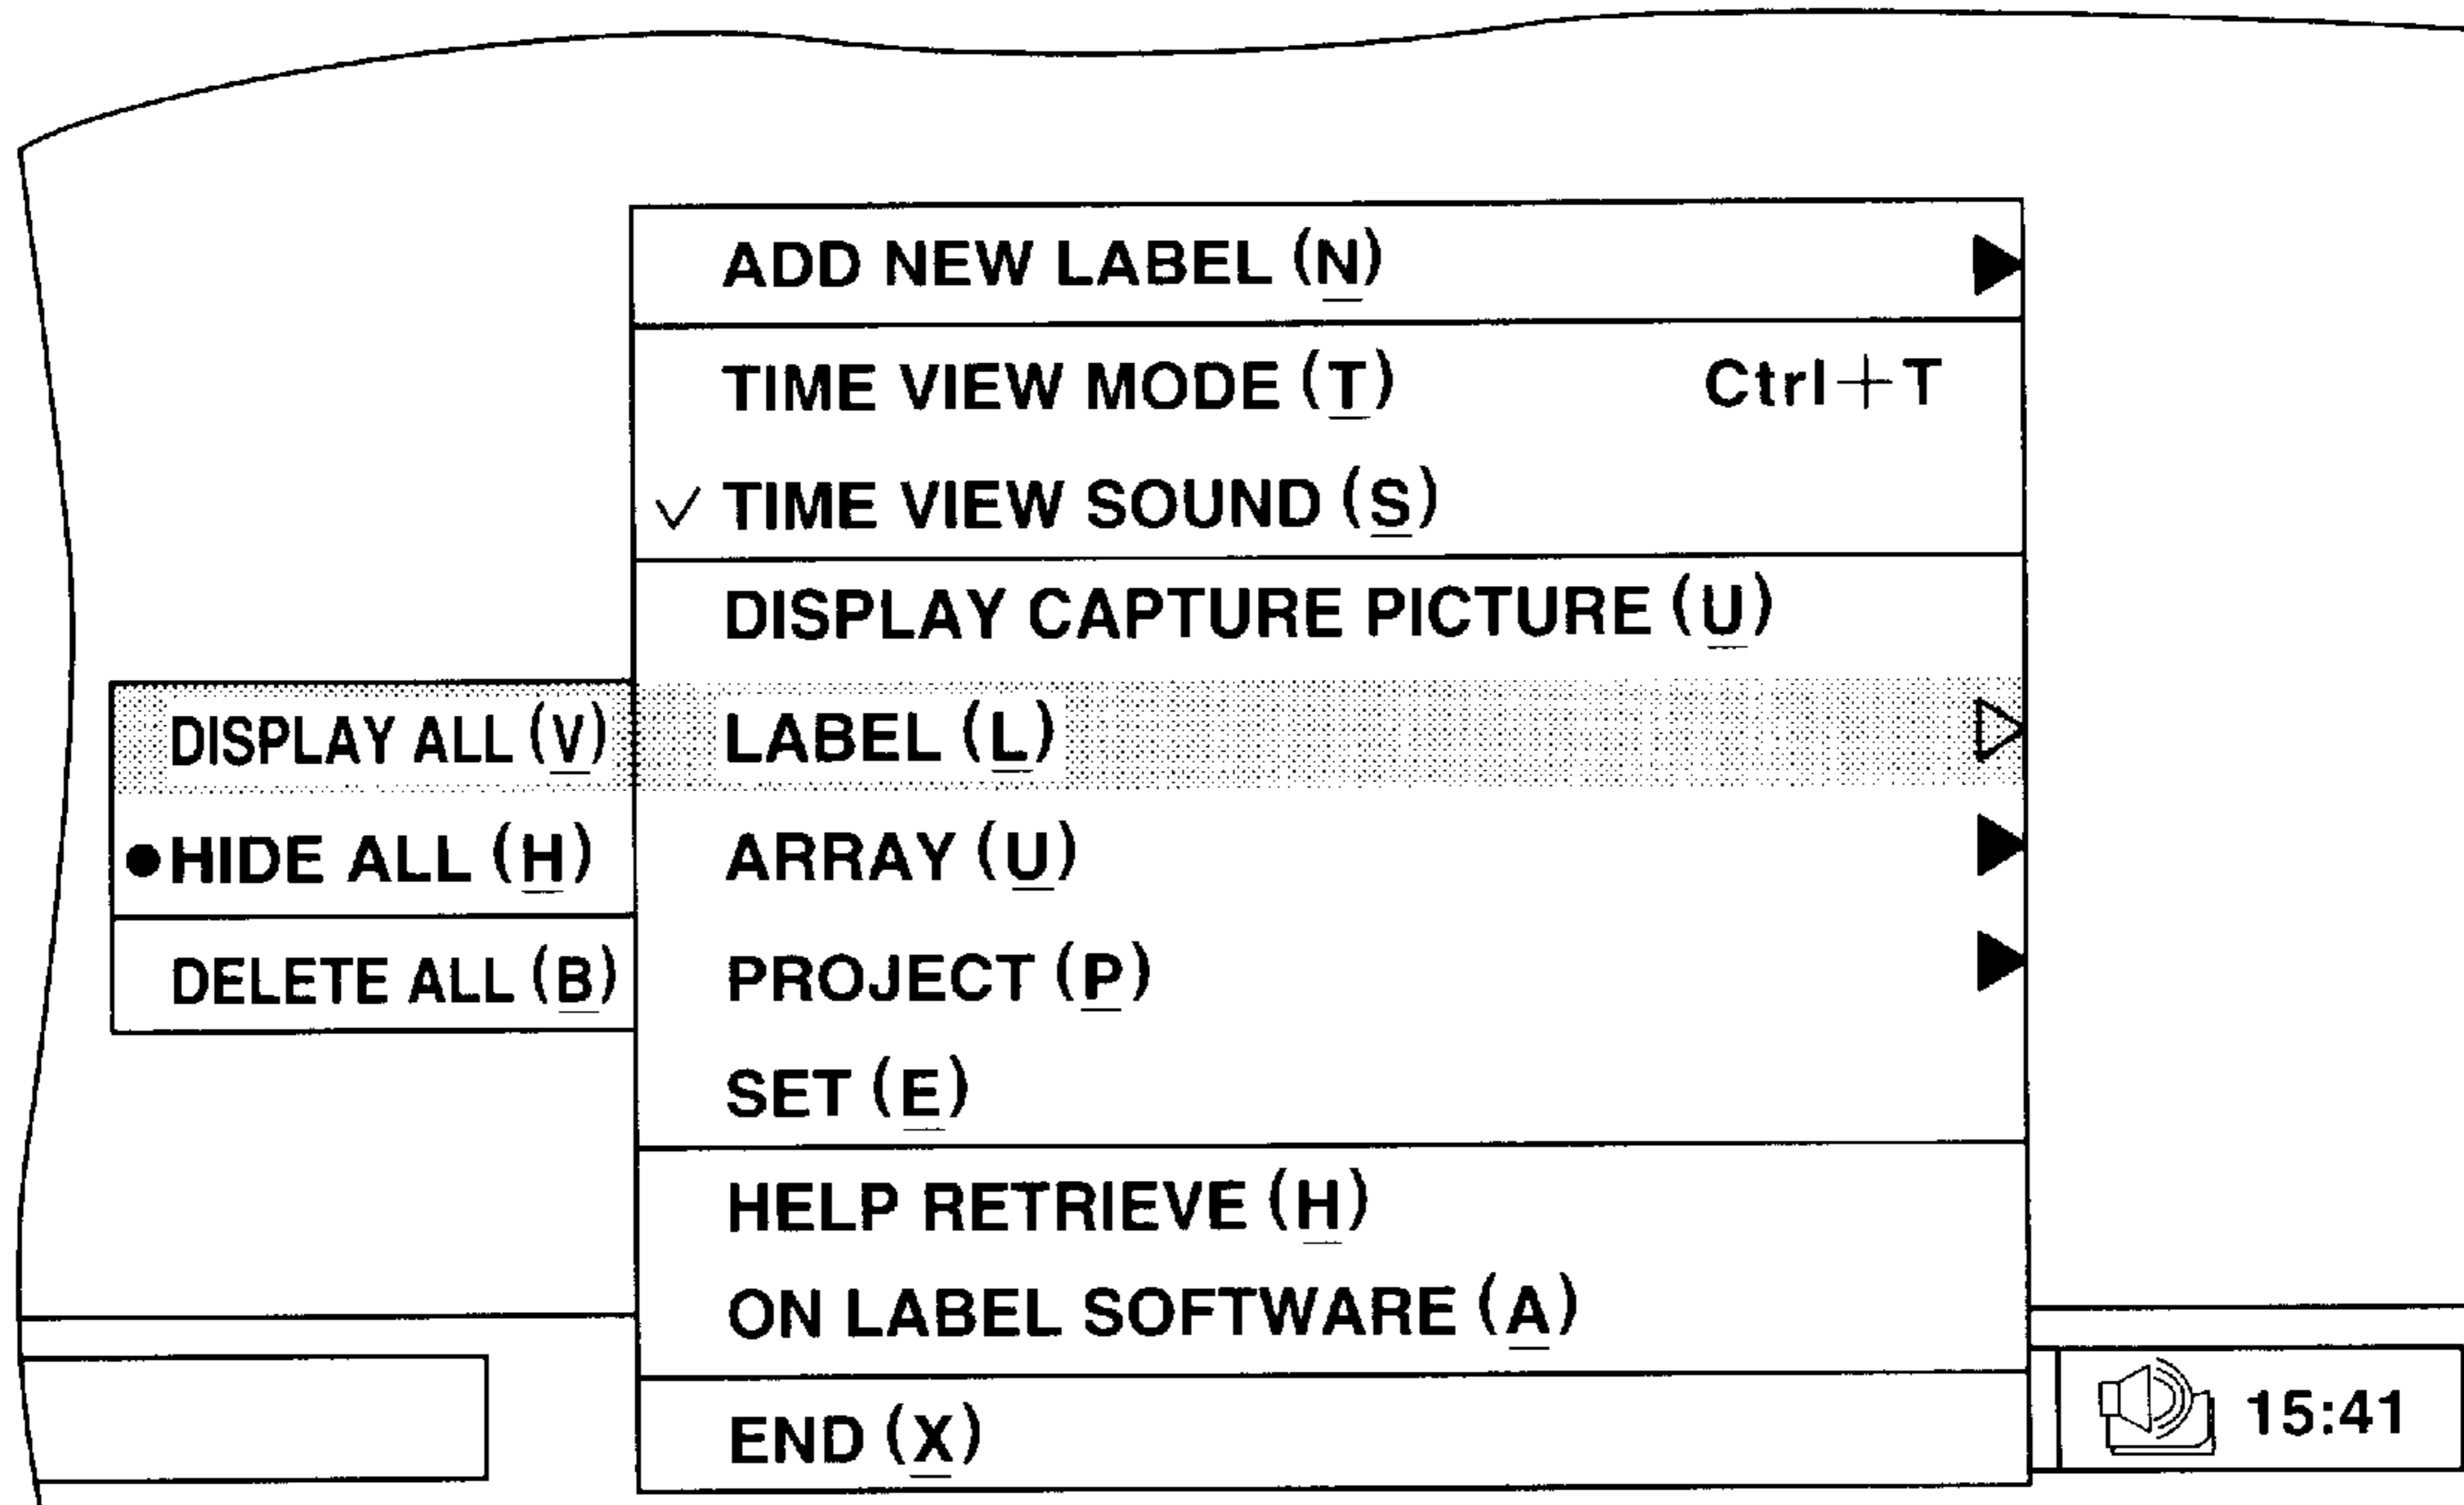 ADD NEW LABEL (N)
TIME VIEW MODE (T) Ctrl+T
✓ TIME VIEW SOUND (S)
DISPLAY CAPTURE PICTURE (U)
LABEL (L)
DISPLAY ALL (V)
●HIDE ALL (H)
DELETE ALL (B)
ARRAY (U)
PROJECT (P)
SET (E)
HELP RETRIEVE (H)
ON LABEL SOFTWARE (A)
END (X)
15:41